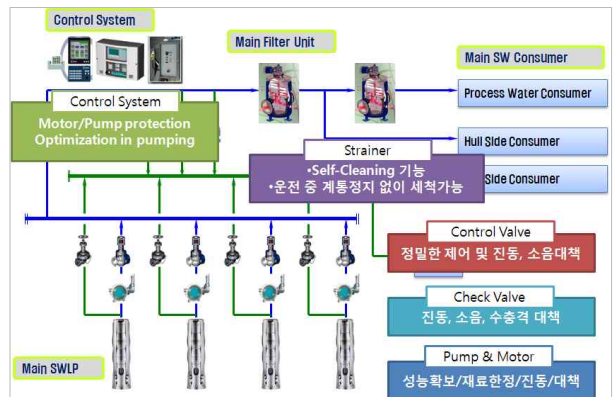 Control System
Main Filter Unit
Main SW Consumer
Process Water Consumer
Control System
Motor/Pump protection
Optimization in pumping
Hull Side Consumer
Strainer
•Self-Cleaning 기능
•운전 중 계통정지 없이 세척가능
Side Consumer
Control Valve
정밀한 제어 및 진동, 소음대책
Check Valve
진동, 소음, 수충격 대책
Main SWLP
Pump & Motor
성능확보/재료한정/진동/대책